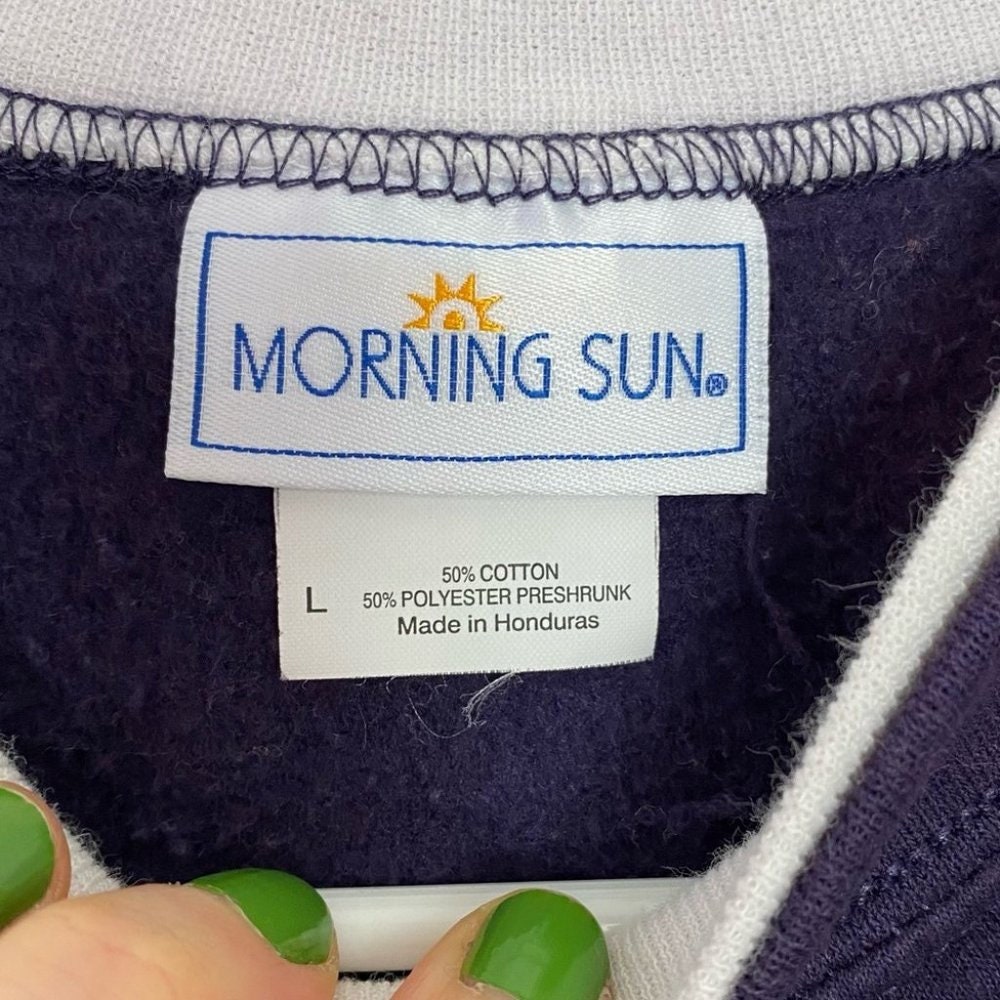 MORNING SUN®
50% COTTON
L 50% POLYESTER PRESHRUNK
Made in Honduras